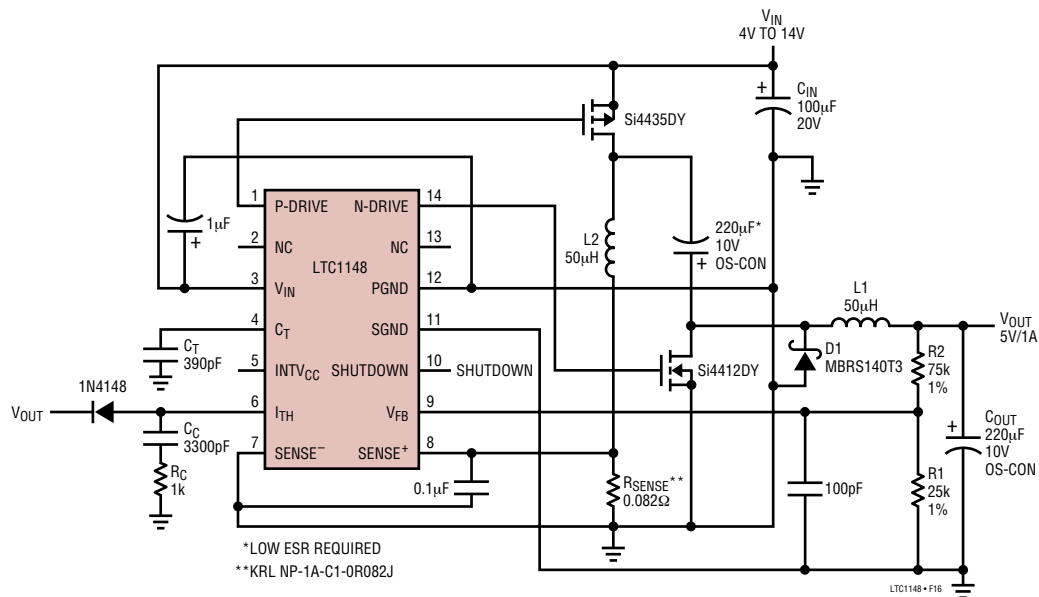 VIN
4V TO 14V
+
CIN
100µF
20V
Si4435DY
1µF
+
1
P-DRIVE
N-DRIVE
14
2
NC
NC
13
LTC1148
3
VIN
PGND
12
4
CT
SGND
11
5
INTVCC
SHUTDOWN
10
SHUTDOWN
6
ITH
VFB
9
7
SENSE−
SENSE+
8
L2
50µH
220µF*
10V
+ OS-CON
L1
50µH
VOUT
5V/1A
D1
MBRS140T3
R2
75k
1%
Si4412DY
CT
390pF
1N4148
VOUT
CC
3300pF
RC
1k
0.1µF
RSENSE**
0.082Ω
100pF
R1
25k
1%
+
COUT
220µF
10V
OS-CON
*LOW ESR REQUIRED
**KRL NP-1A-C1-0R082J
LTC1148 • F16